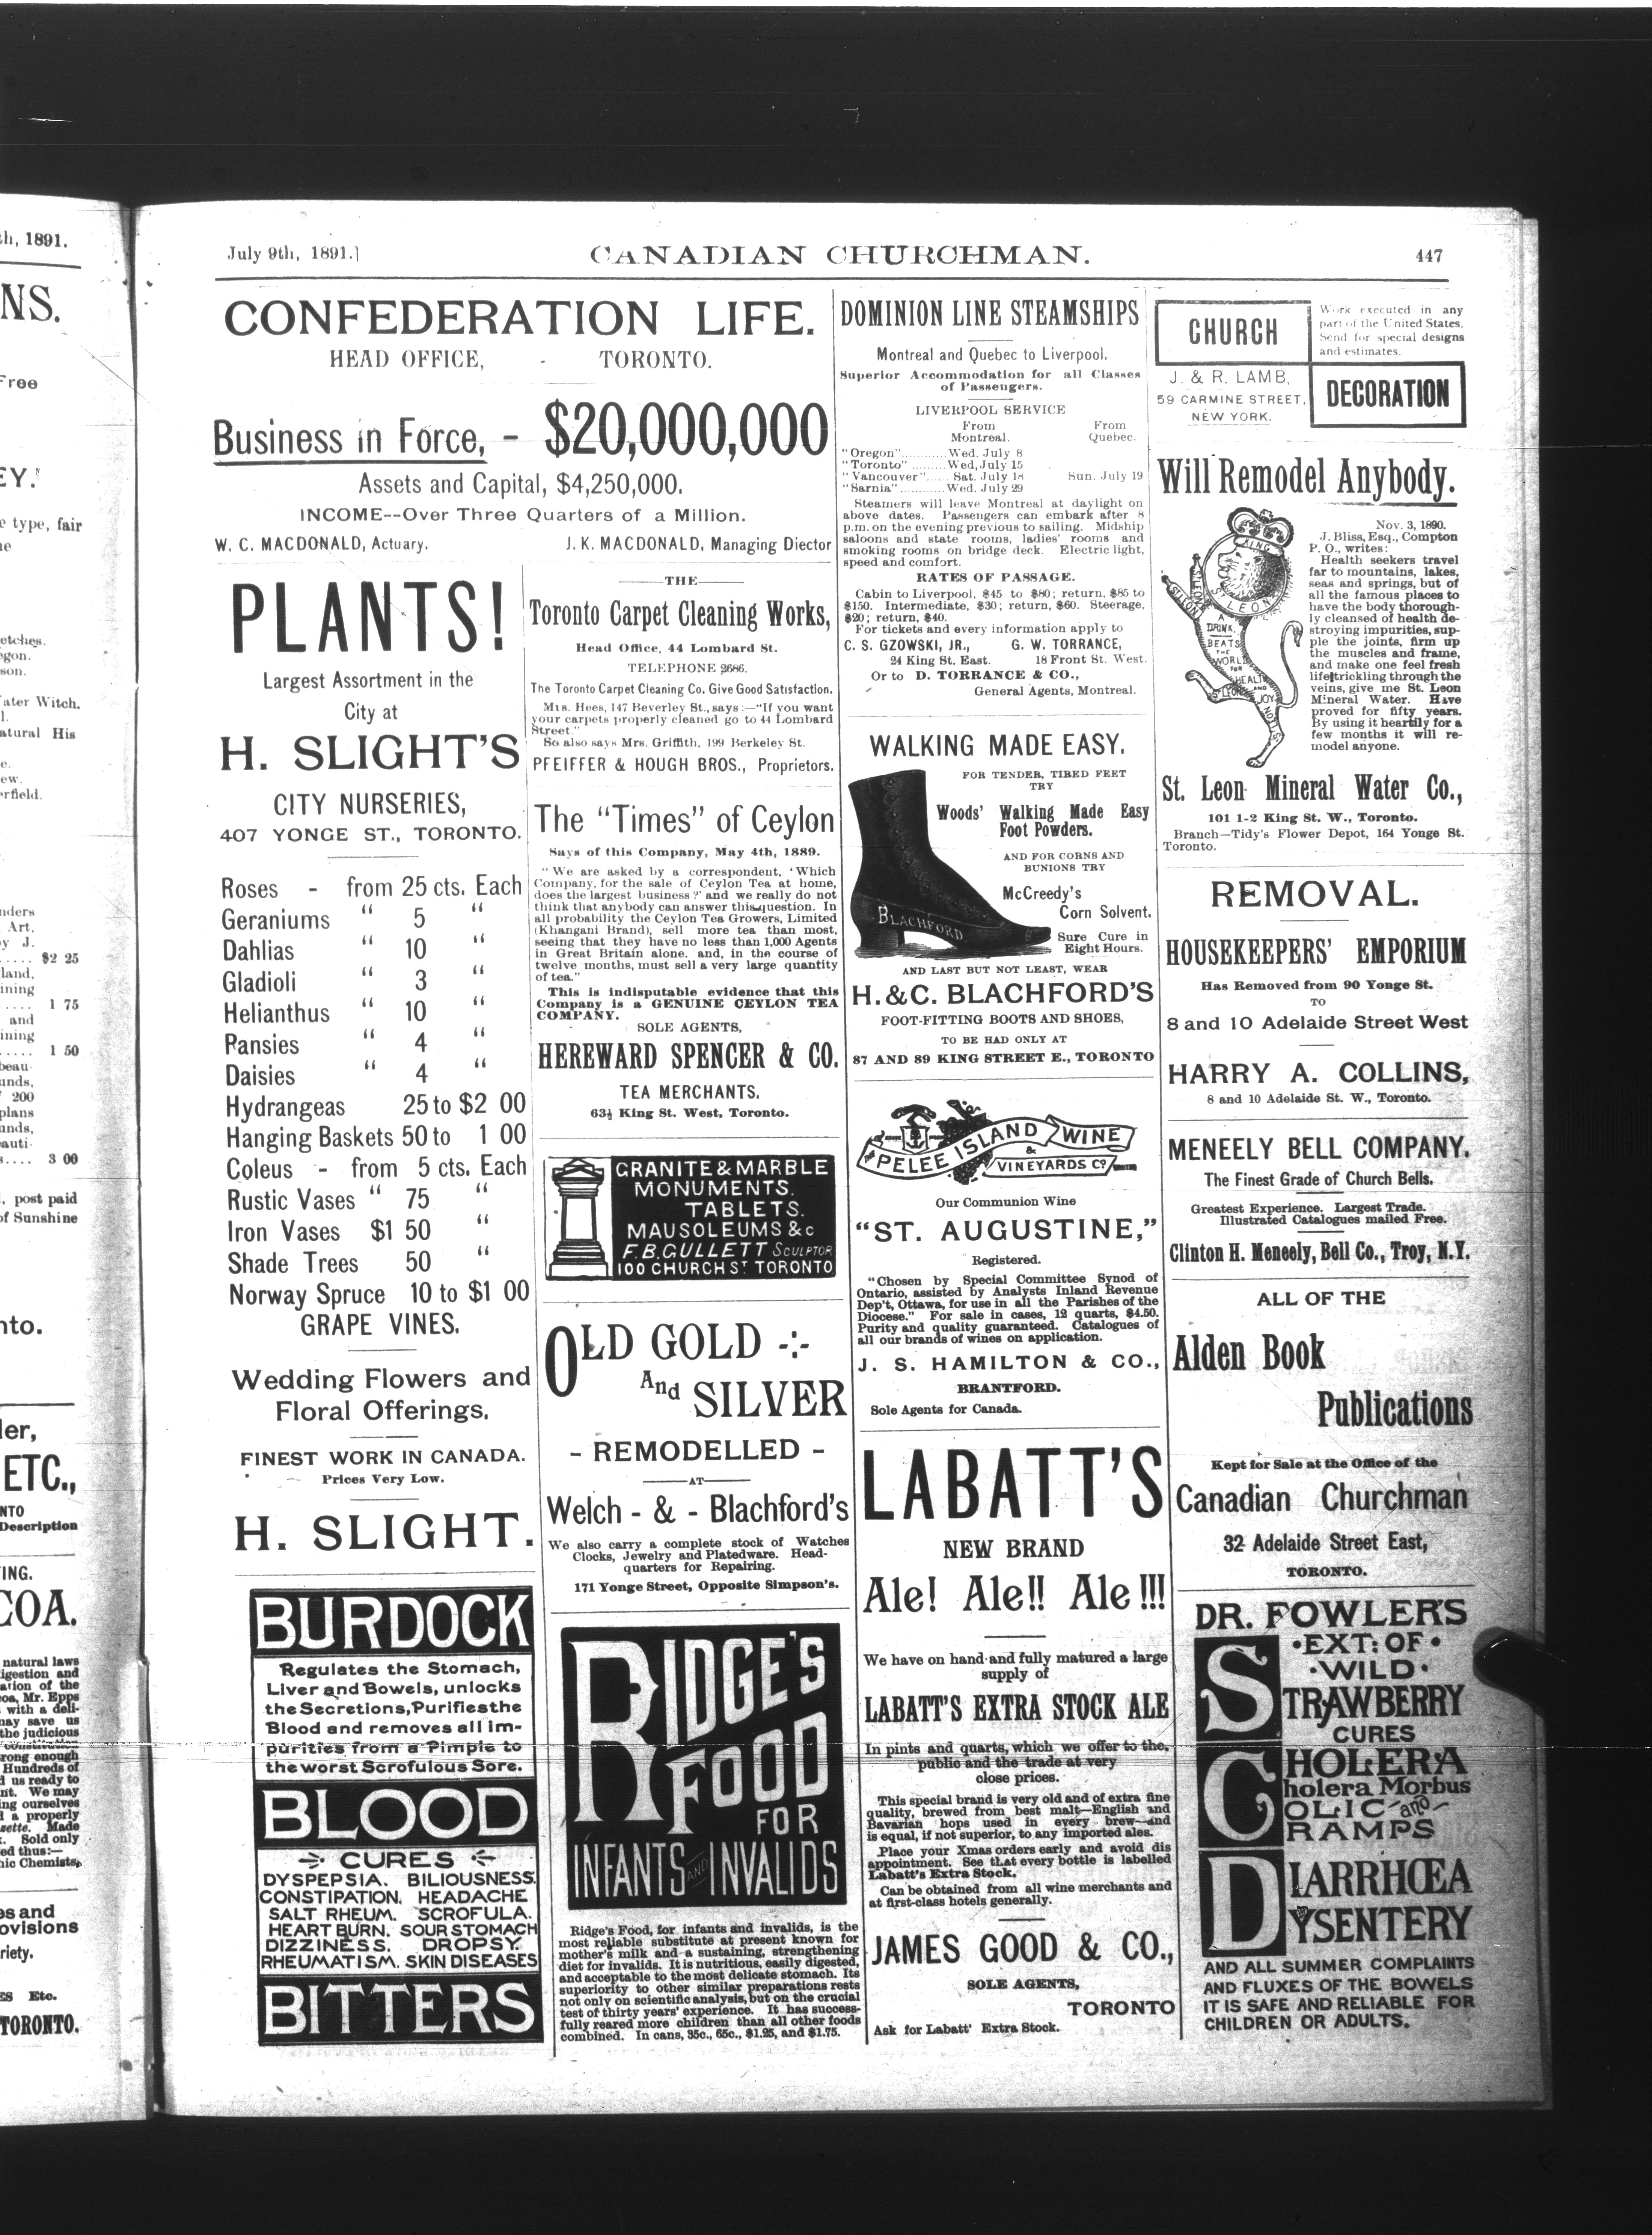 July 9th, 1891.]
CANADIAN CHURCHMAN.
447
CONFEDERATION LIFE.
HEAD OFFICE, - TORONTO.
Business in Force, - $20,000,000
Assets and Capital, $4,250,000.
INCOME--Over Three Quarters of a Million.
W. C. MACDONALD, Actuary.
J. K. MACDONALD, Managing Diector
PLANTS!
Largest Assortment in the
City at
H. SLIGHT'S
CITY NURSERIES,
407 YONGE ST., TORONTO.
Roses - from 25 cts. Each
Geraniums " 5 "
Dahlias " 10 "
Gladioli " 3 "
Helianthus " 10 "
Pansies " 4 "
Daisies " 4 "
Hydrangeas 25 to $2 00
Hanging Baskets 50 to 1 00
Coleus - from 5 cts. Each
Rustic Vases " 75 "
Iron Vases $1 50 "
Shade Trees 50 "
Norway Spruce 10 to $1 00
GRAPE VINES.
Wedding Flowers and
Floral Offerings,
FINEST WORK IN CANADA.
Prices Very Low.
H. SLIGHT.
BURDOCK
Regulates the Stomach,
Liver and Bowels, unlocks
the Secretions, Purifies the
Blood and removes all im-
purities from a Pimple to
the worst Scrofulous Sore.
BLOOD
CURES
DYSPEPSIA. BILIOUSNESS.
CONSTIPATION. HEADACHE
SALT RHEUM. SCROFULA.
HEART BURN. SOUR STOMACH
DIZZINESS. DROPSY.
RHEUMATISM. SKIN DISEASES
BITTERS
THE
Toronto Carpet Cleaning Works,
Head Office, 44 Lombard St.
TELEPHONE 2686.
The Toronto Carpet Cleaning Co. Give Good Satisfaction.
Mrs. Hees, 147 Beverley St., says:—"If you want
your carpets properly cleaned go to 44 Lombard
Street."
So also says Mrs. Griffith, 199 Berkeley St.
PFEIFFER & HOUGH BROS., Proprietors.
The "Times" of Ceylon
Says of this Company, May 4th, 1889.
"We are asked by a correspondent, 'Which
Company, for the sale of Ceylon Tea at home,
does the largest business?' and we really do not
think that anybody can answer this question. In
all probability the Ceylon Tea Growers, Limited
(Khangani Brand), sell more tea than most,
seeing that they have no less than 1,000 Agents
in Great Britain alone, and, in the course of
twelve months, must sell a very large quantity
of tea."
This is indisputable evidence that this
Company is a GENUINE CEYLON TEA
COMPANY.
SOLE AGENTS,
HEREWARD SPENCER & CO.
TEA MERCHANTS,
63½ King St. West, Toronto.
GRANITE & MARBLE
MONUMENTS.
TABLETS.
MAUSOLEUMS &c
F.B. GULLETT SCULPTOR
100 CHURCH ST TORONTO
OLD GOLD -:-
And SILVER
- REMODELLED -
AT
Welch - & - Blachford's
We also carry a complete stock of Watches
Clocks, Jewelry and Platedware. Head-
quarters for Repairing.
171 Yonge Street, Opposite Simpson's.
RIDGE'S
FOOD
FOR
INFANTS AND INVALIDS
Ridge's Food, for infants and invalids, is the
most reliable substitute at present known for
mother's milk and a sustaining, strengthening
diet for invalids. It is nutritious, easily digested,
and acceptable to the most delicate stomach. Its
superiority to other similar preparations rests
not only on scientific analysis, but on the crucial
test of thirty years' experience. It has success-
fully reared more children than all other foods
combined. In cans, 35c., 65c., $1.25, and $1.75.
DOMINION LINE STEAMSHIPS
Montreal and Quebec to Liverpool.
Superior Accommodation for all Classes
of Passengers.
LIVERPOOL SERVICE
From From
Montreal. Quebec.
"Oregon"........... Wed. July 8
"Toronto"......... Wed, July 15
"Vancouver"..... Sat. July 18 Sun. July 19
"Sarnia"............ Wed. July 29
Steamers will leave Montreal at daylight on
above dates. Passengers can embark after 8
p.m. on the evening previous to sailing. Midship
saloons and state rooms, ladies' rooms and
smoking rooms on bridge deck. Electric light,
speed and comfort.
RATES OF PASSAGE.
Cabin to Liverpool, $45 to $80; return, $85 to
$150. Intermediate, $30; return, $60. Steerage,
$20; return, $40.
For tickets and every information apply to
C. S. GZOWSKI, JR., G. W. TORRANCE,
24 King St. East. 18 Front St. West.
Or to D. TORRANCE & CO.,
General Agents, Montreal.
WALKING MADE EASY.
FOR TENDER, TIRED FEET
TRY
Woods' Walking Made Easy
Foot Powders.
AND FOR CORNS AND
BUNIONS TRY
McCreedy's
Corn Solvent.
BLACHFORD
Sure Cure in
Eight Hours.
AND LAST BUT NOT LEAST, WEAR
H. & C. BLACHFORD'S
FOOT-FITTING BOOTS AND SHOES,
TO BE HAD ONLY AT
87 AND 89 KING STREET E., TORONTO
THE PELEE ISLAND WINE
& VINEYARDS Co.
Our Communion Wine
"ST. AUGUSTINE,"
Registered.
"Chosen by Special Committee Synod of
Ontario, assisted by Analysts Inland Revenue
Dep't, Ottawa, for use in all the Parishes of the
Diocese." For sale in cases, 12 quarts, $4.50.
Purity and quality guaranteed. Catalogues of
all our brands of wines on application.
J. S. HAMILTON & CO.,
BRANTFORD.
Sole Agents for Canada.
LABATT'S
NEW BRAND
Ale! Ale!! Ale!!!
We have on hand and fully matured a large
supply of
LABATT'S EXTRA STOCK ALE
In pints and quarts, which we offer to the,
public and the trade at very
close prices.
This special brand is very old and of extra fine
quality, brewed from best malt—English and
Bavarian hops used in every brew—and
is equal, if not superior, to any imported ales.
Place your Xmas orders early and avoid dis
appointment. See that every bottle is labelled
Labatt's Extra Stock.
Can be obtained from all wine merchants and
at first-class hotels generally.
JAMES GOOD & CO.,
SOLE AGENTS,
TORONTO
Ask for Labatt' Extra Stock.
CHURCH
Work executed in any
part of the United States.
Send for special designs
and estimates.
J. & R. LAMB,
59 CARMINE STREET,
NEW YORK.
DECORATION
Will Remodel Anybody.
KING
ST LEON
A
DRINK
BEATS
THE
WORLD
FOR
HEALTH
AND
JOY
Nov. 3, 1890.
J. Bliss, Esq., Compton
P. O., writes:
Health seekers travel
far to mountains, lakes,
seas and springs, but of
all the famous places to
have the body thorough-
ly cleansed of health de-
stroying impurities, sup-
ple the joints, firm up
the muscles and frame,
and make one feel fresh
life trickling through the
veins, give me St. Leon
Mineral Water. Have
proved for fifty years.
By using it heartily for a
few months it will re-
model anyone.
St. Leon Mineral Water Co.,
101 1-2 King St. W., Toronto.
Branch—Tidy's Flower Depot, 164 Yonge St.
Toronto.
REMOVAL.
HOUSEKEEPERS' EMPORIUM
Has Removed from 90 Yonge St.
TO
8 and 10 Adelaide Street West
HARRY A. COLLINS,
8 and 10 Adelaide St. W., Toronto.
MENEELY BELL COMPANY.
The Finest Grade of Church Bells.
Greatest Experience. Largest Trade.
Illustrated Catalogues mailed Free.
Clinton H. Meneely, Bell Co., Troy, N.Y.
ALL OF THE
Alden Book
Publications
Kept for Sale at the Office of the
Canadian Churchman
32 Adelaide Street East,
TORONTO.
DR. FOWLER'S
EXT: OF
WILD
STRAWBERRY
CURES
CHOLERA
Cholera Morbus
COLIC and
CRAMPS
DIARRHŒA
DYSENTERY
AND ALL SUMMER COMPLAINTS
AND FLUXES OF THE BOWELS
IT IS SAFE AND RELIABLE FOR
CHILDREN OR ADULTS.